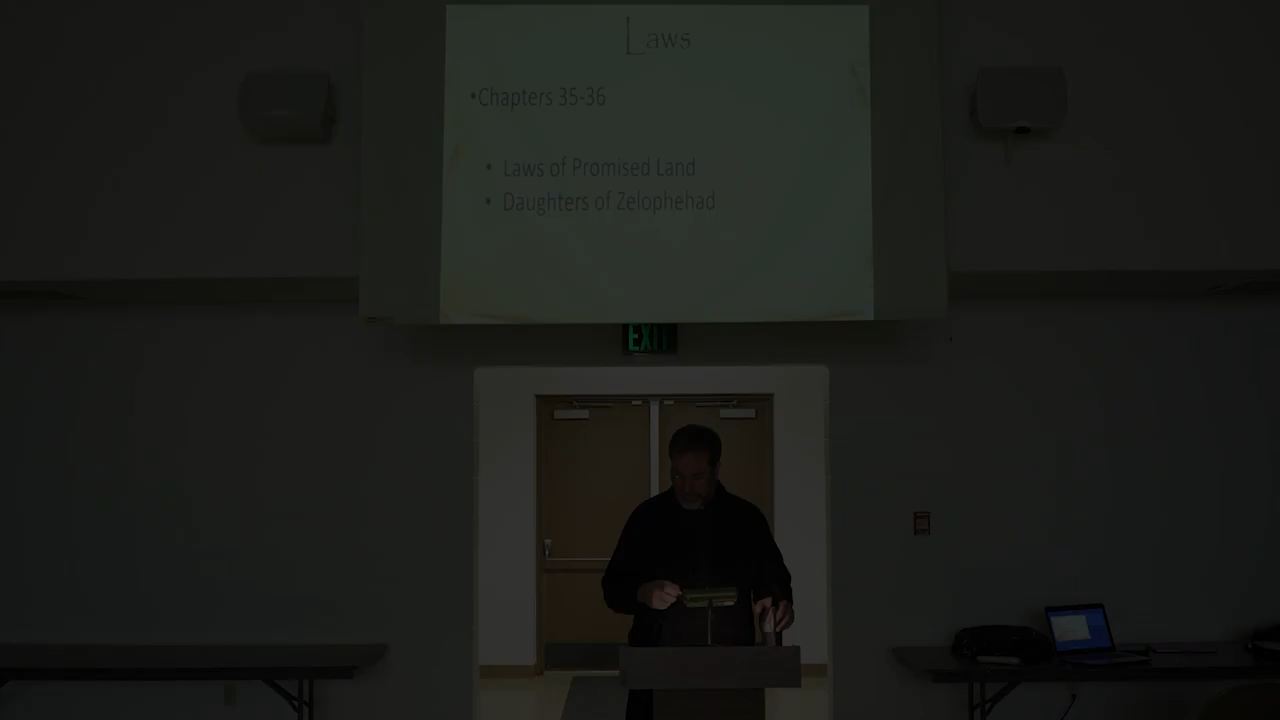 Laws
•Chapters 35-36
• Laws of Promised Land
• Daughters of Zelophehad
EXIT